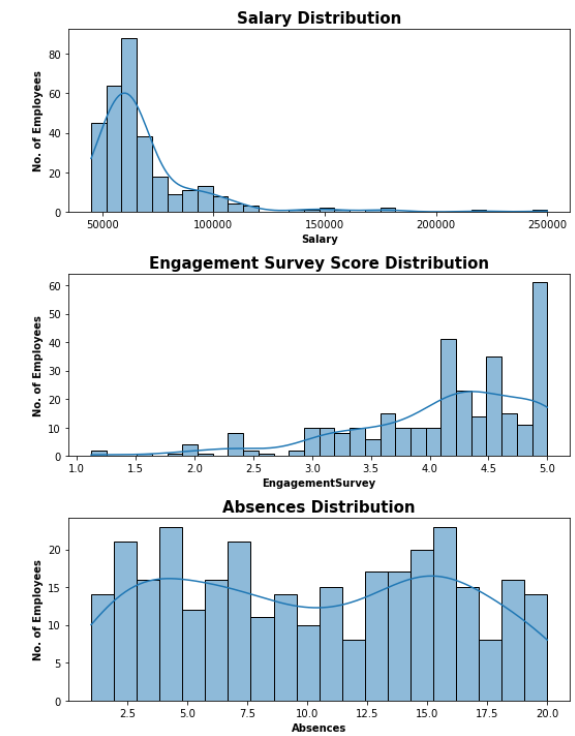 Salary Distribution
No. of Employees
80
60
40
20
0
50000 100000 150000 200000 250000
Salary
Engagement Survey Score Distribution
No. of Employees
60
50
40
30
20
10
0
1.0 1.5 2.0 2.5 3.0 3.5 4.0 4.5 5.0
EngagementSurvey
Absences Distribution
No. of Employees
20
15
10
5
0
2.5 5.0 7.5 10.0 12.5 15.0 17.5 20.0
Absences